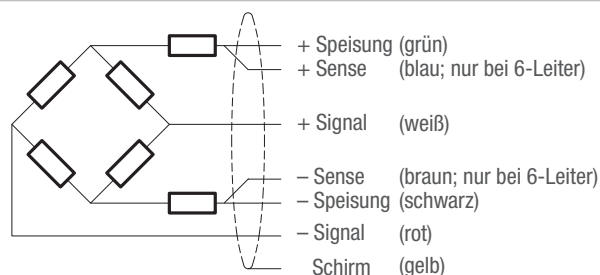 + Speisung (grün)
+ Sense (blau; nur bei 6-Leiter)
+ Signal (weiß)
– Sense (braun; nur bei 6-Leiter)
– Speisung (schwarz)
– Signal (rot)
Schirm (gelb)